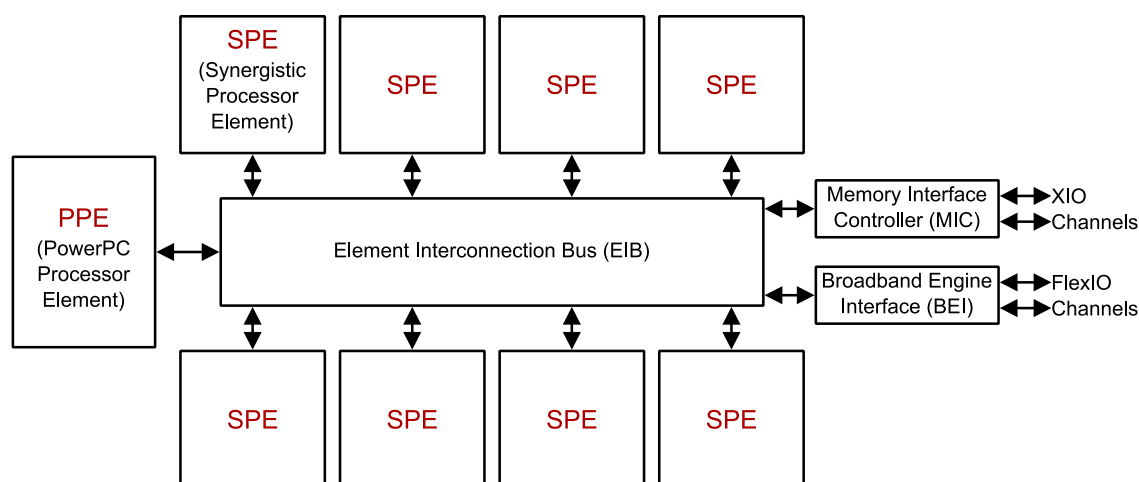 SPE
(Synergistic
Processor
Element)
SPE
SPE
SPE
PPE
(PowerPC
Processor
Element)
Element Interconnection Bus (EIB)
Memory Interface
Controller (MIC)
XIO
Channels
Broadband Engine
Interface (BEI)
FlexIO
Channels
SPE
SPE
SPE
SPE